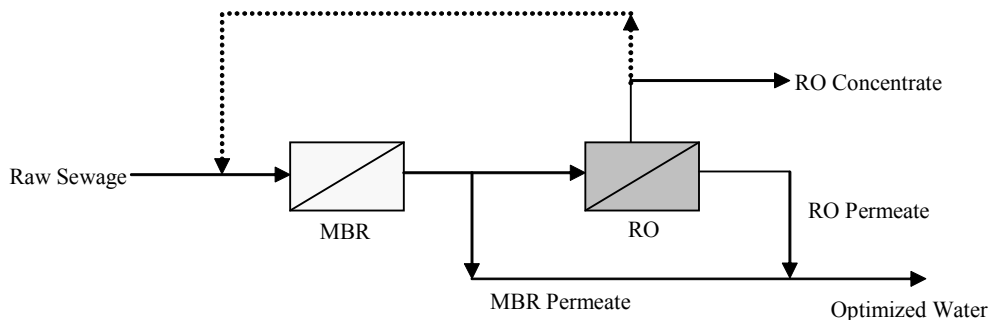 RO Concentrate
Raw Sewage
MBR
RO
RO Permeate
MBR Permeate
Optimized Water